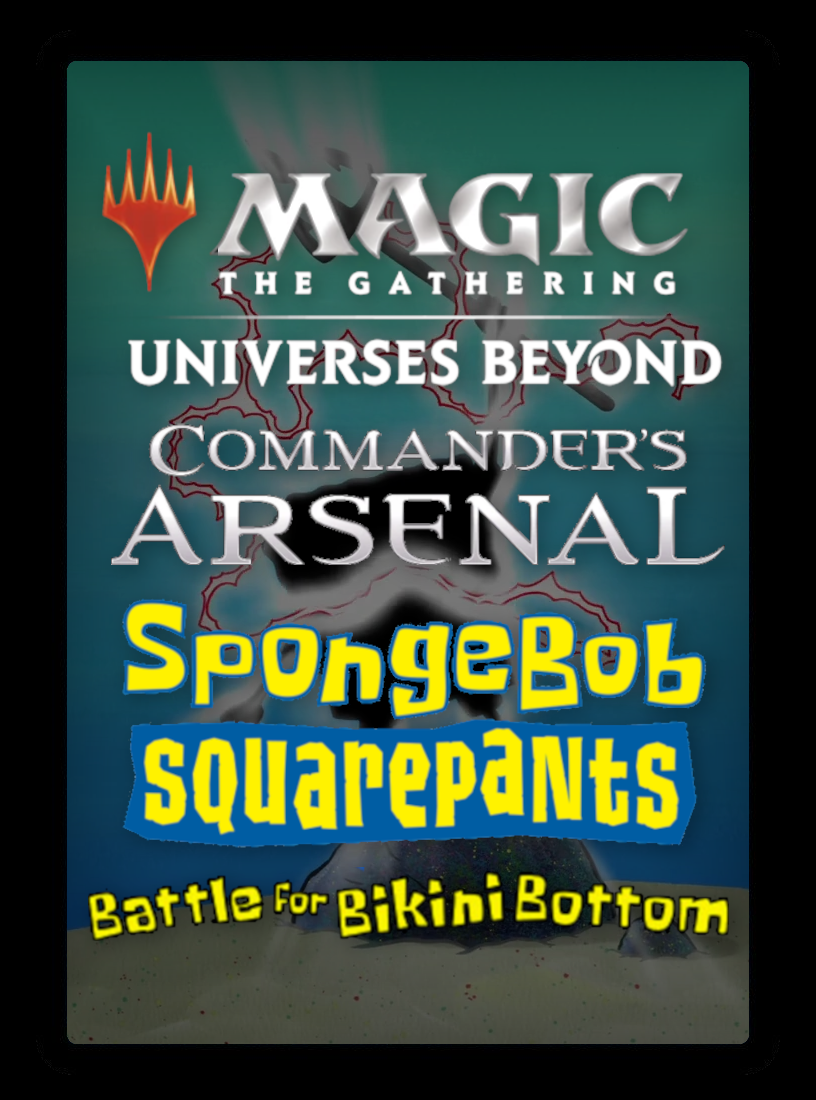 MAGIC
THE GATHERING
UNIVERSES BEYOND
COMMANDER'S
ARSENAL
SpongeBob
SquarepaNts
Battle for Bikini Bottom